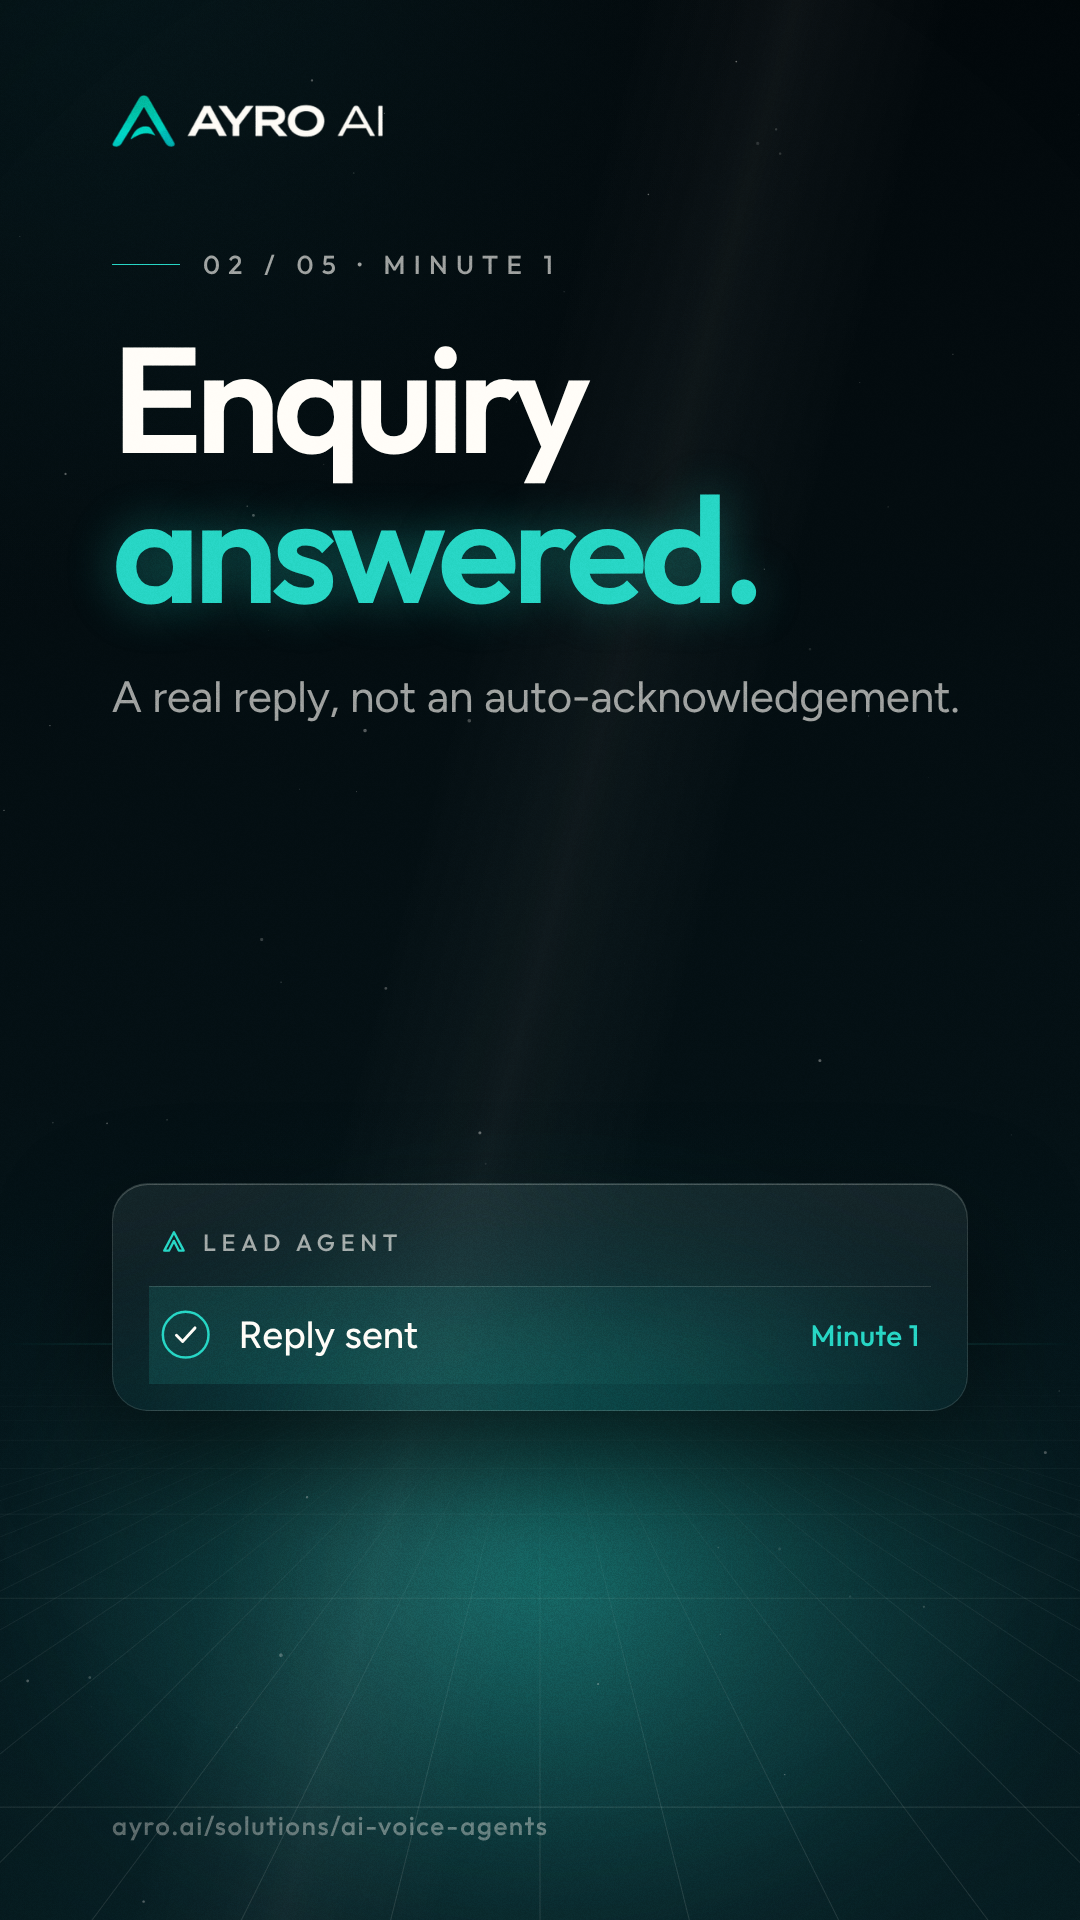 AYRO AI
02 / 05 · MINUTE 1
Enquiry
answered.
A real reply, not an auto-acknowledgement.
LEAD AGENT
Reply sent
Minute 1
ayro.ai/solutions/ai-voice-agents